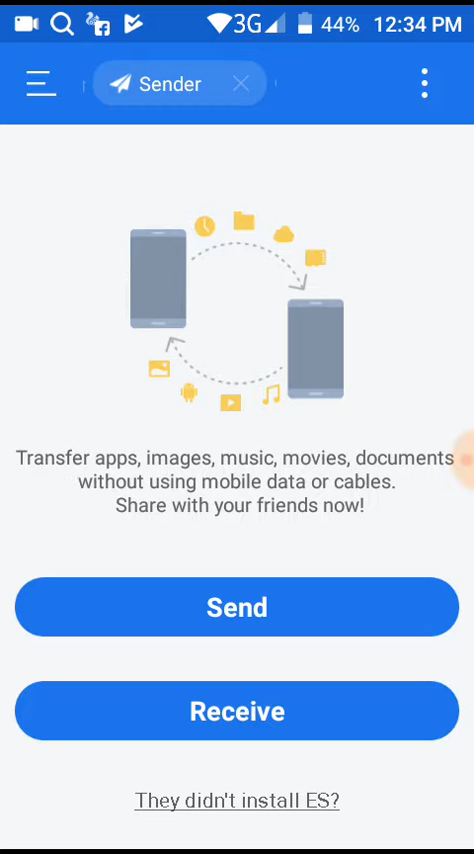 3G 44% 12:34 PM
Sender
Transfer apps, images, music, movies, documents
without using mobile data or cables.
Share with your friends now!
Send
Receive
They didn't install ES?